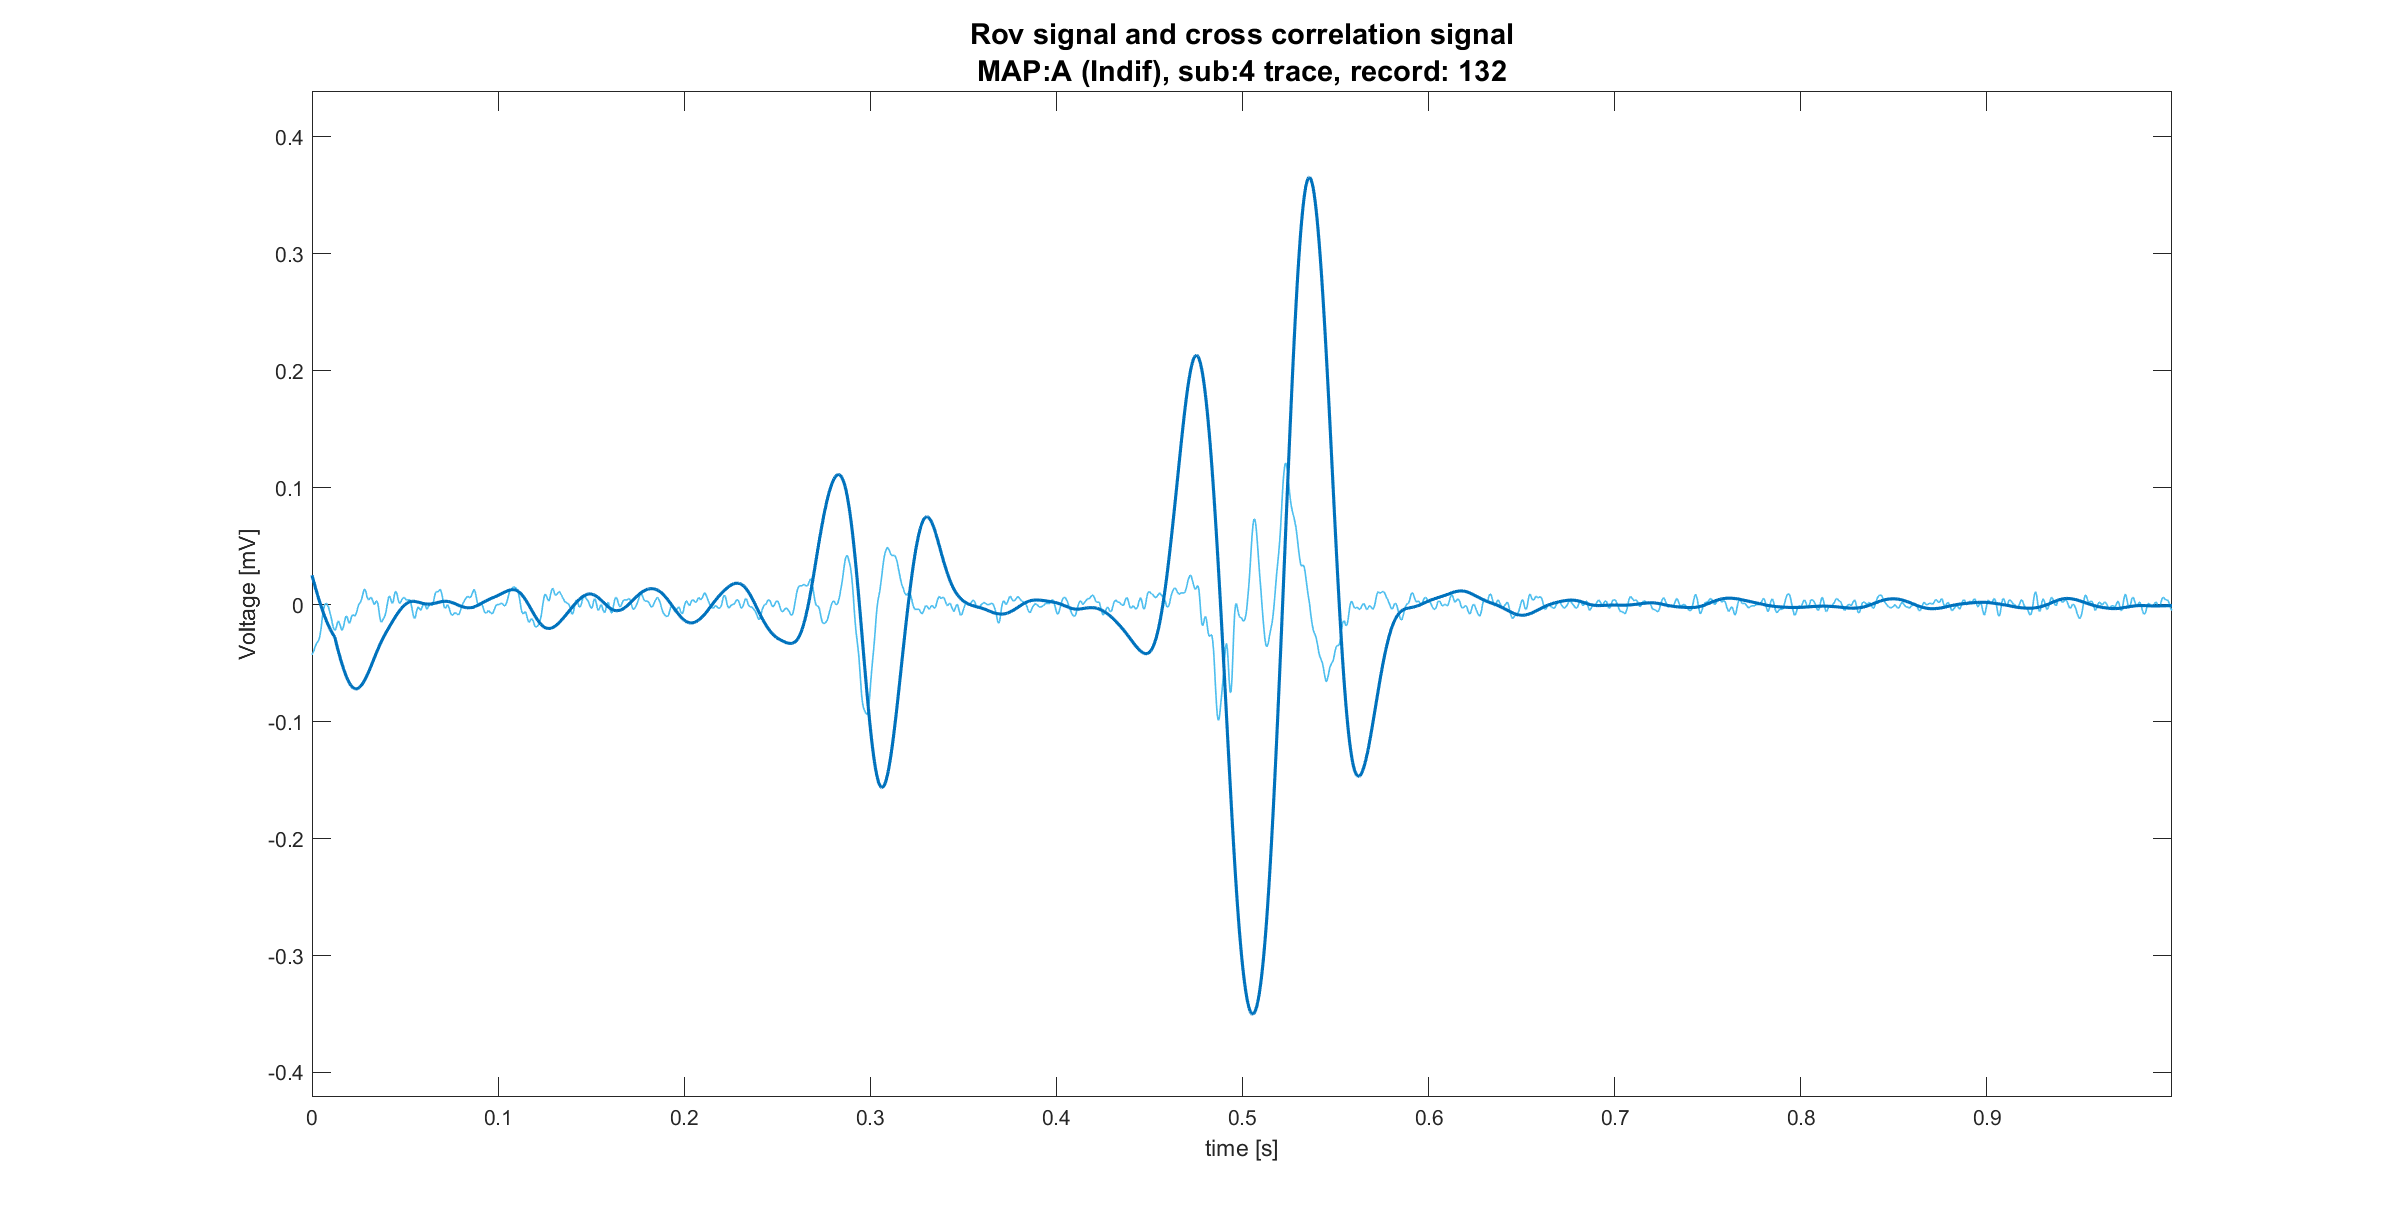 Rov signal and cross correlation signal
MAP:A (Indif), sub:4 trace, record: 132
0.4
0.3
0.2
0.1
0
-0.1
-0.2
-0.3
-0.4
Voltage [mV]
0 0.1 0.2 0.3 0.4 0.5 0.6 0.7 0.8 0.9
time [s]